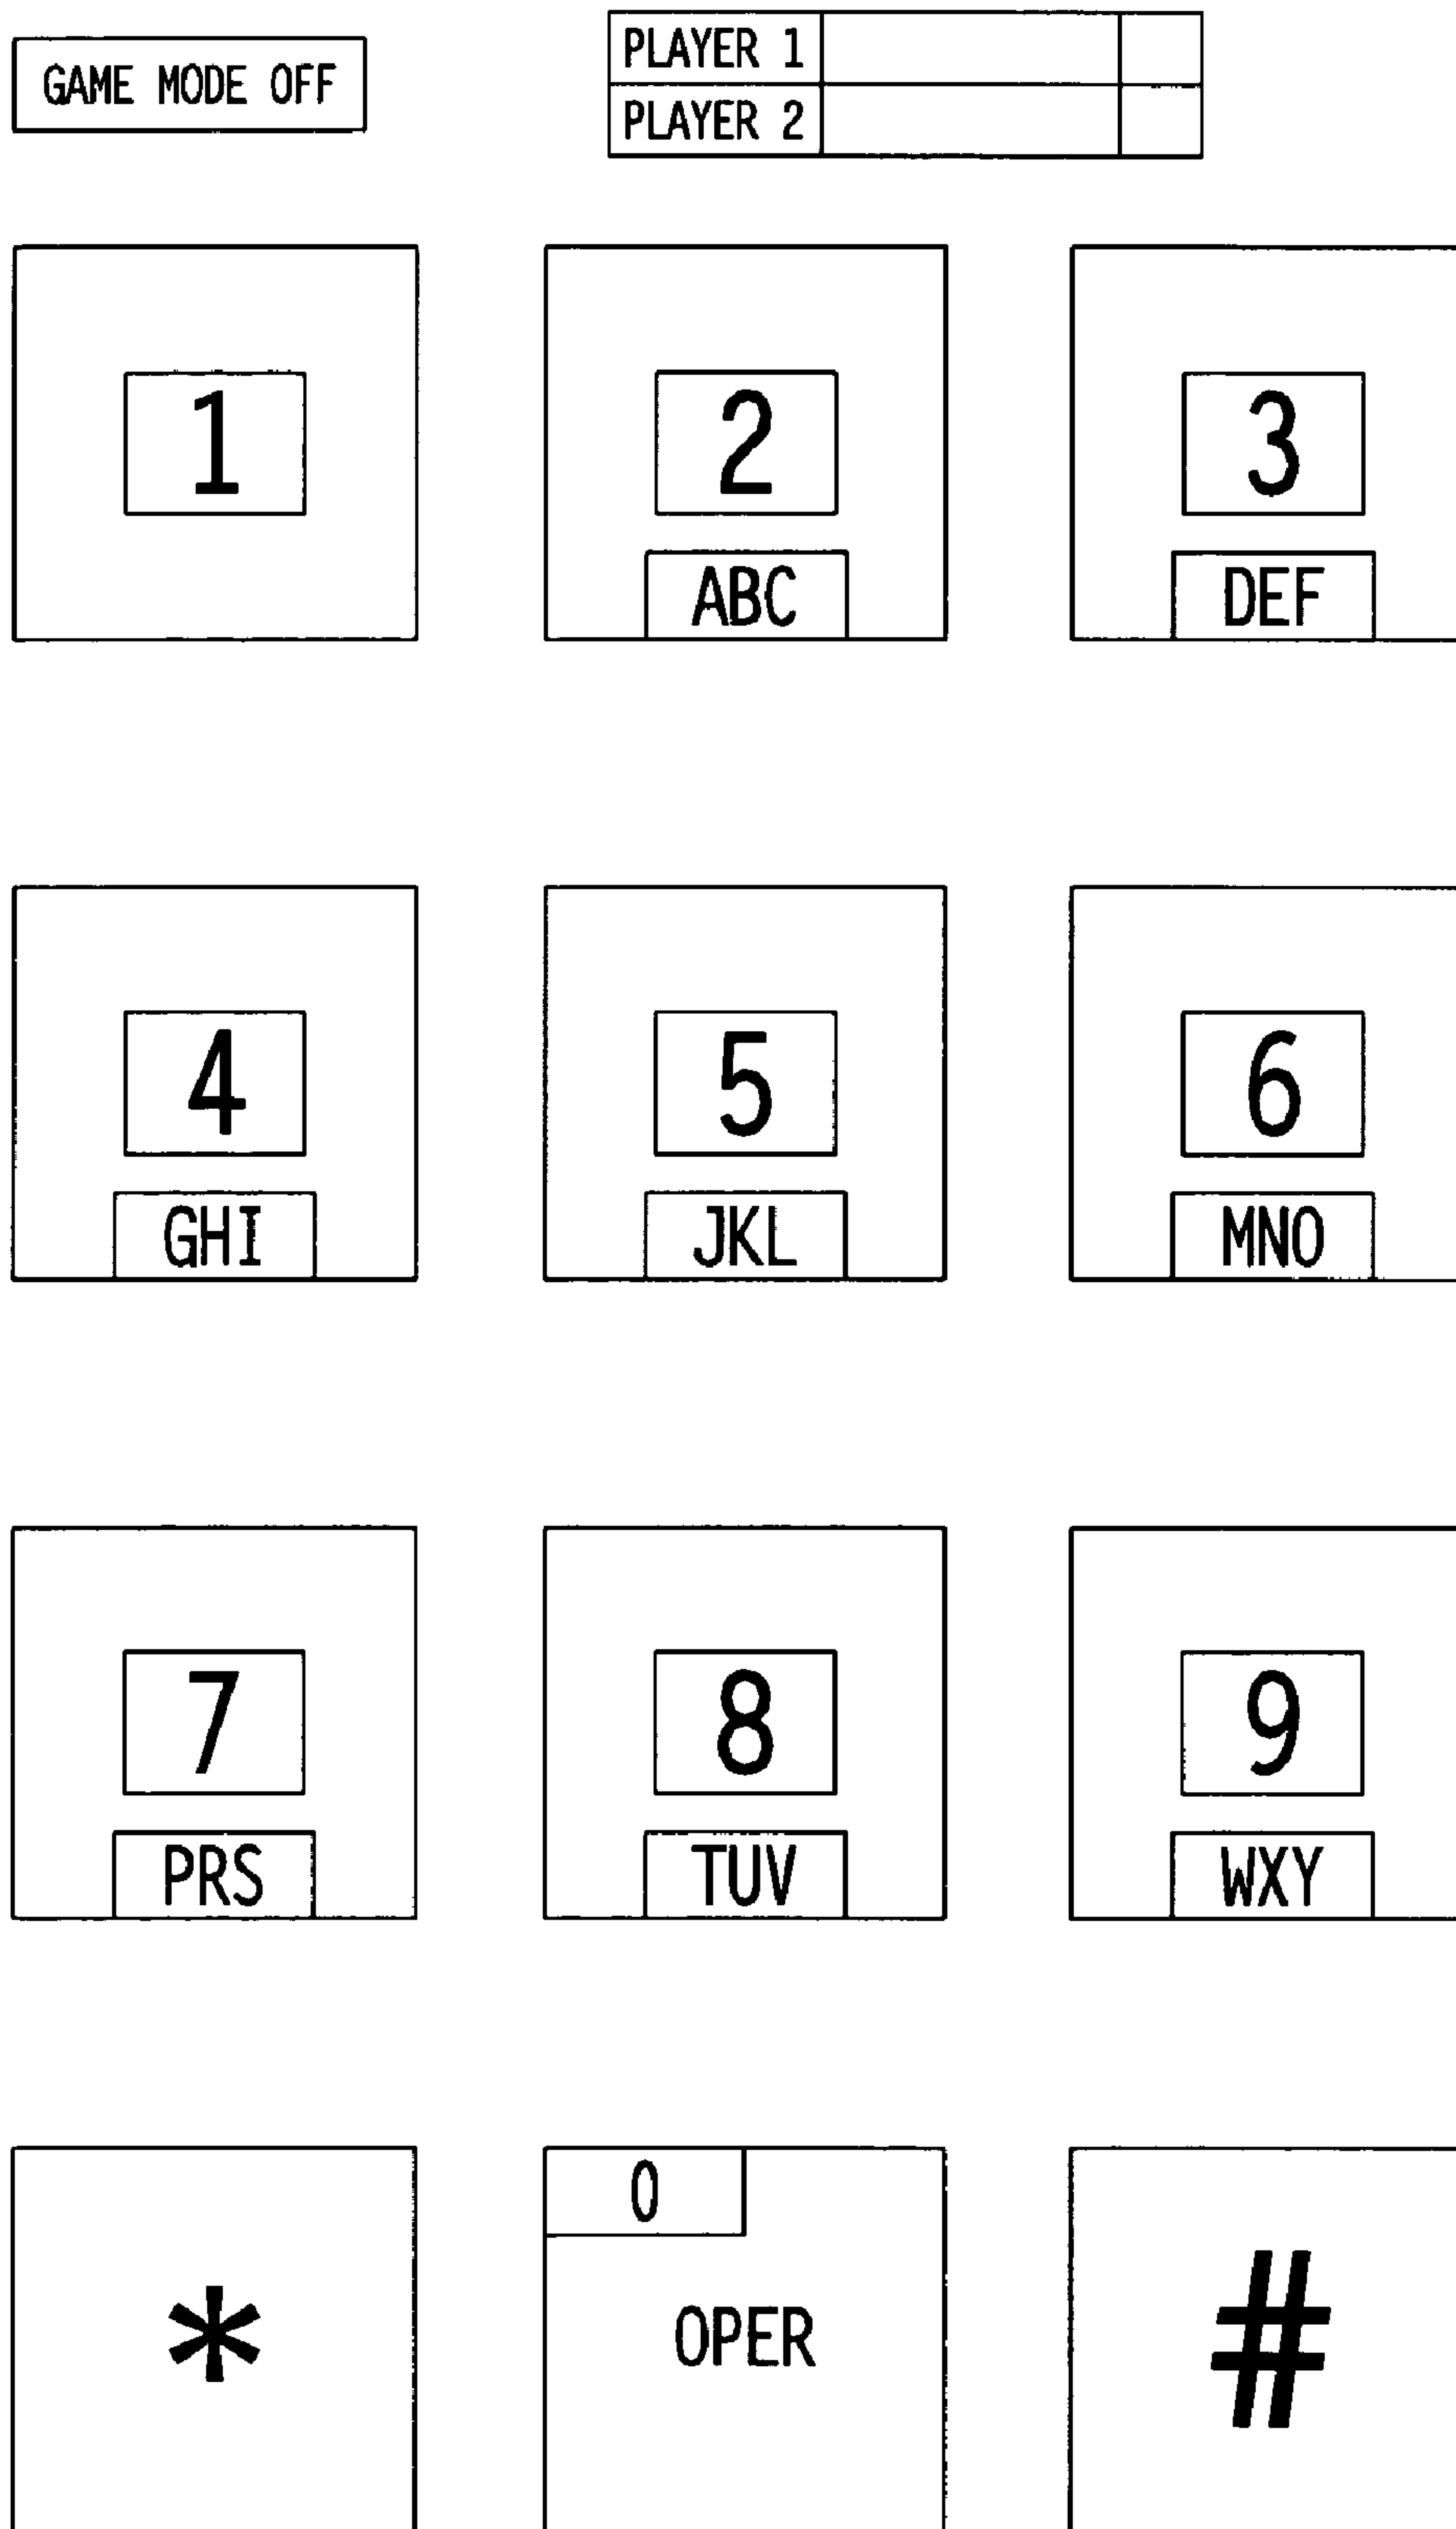 GAME MODE OFF
PLAYER 1
PLAYER 2
1
2
3
ABC
DEF
4
5
6
GHI
JKL
MNO
7
8
9
PRS
TUV
WXY
0
*
OPER
#